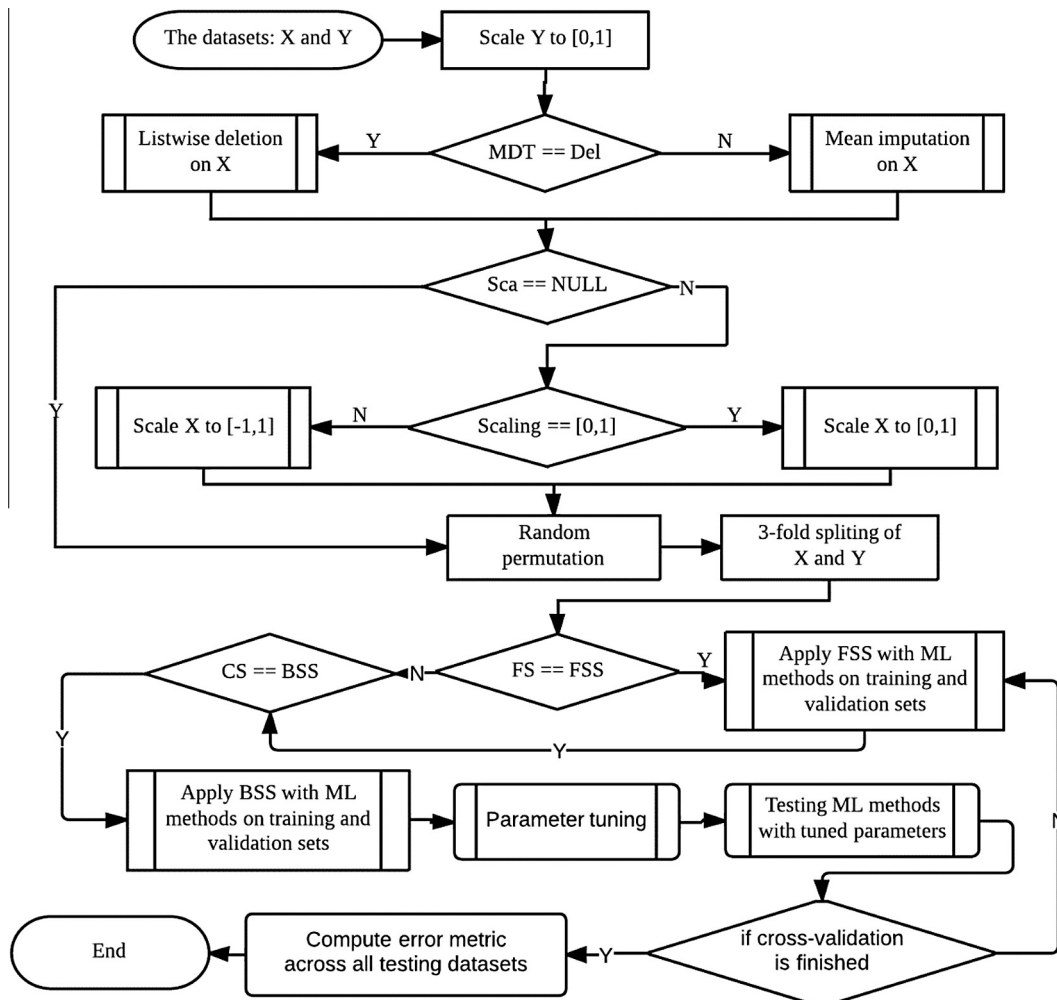 The datasets: X and Y
Scale Y to [0,1]
Listwise deletion
on X
Y
MDT == Del
N
Mean imputation
on X
Sca == NULL
N
Y
Scale X to [-1,1]
N
Scaling == [0,1]
Y
Scale X to [0,1]
Random
permutation
3-fold spliting of
X and Y
CS == BSS
N
FS == FSS
Y
Apply FSS with ML
methods on training and
validation sets
Y
Y
Apply BSS with ML
methods on training and
validation sets
Parameter tuning
Testing ML methods
with tuned parameters
N
End
Compute error metric
across all testing datasets
Y
if cross-validation
is finished